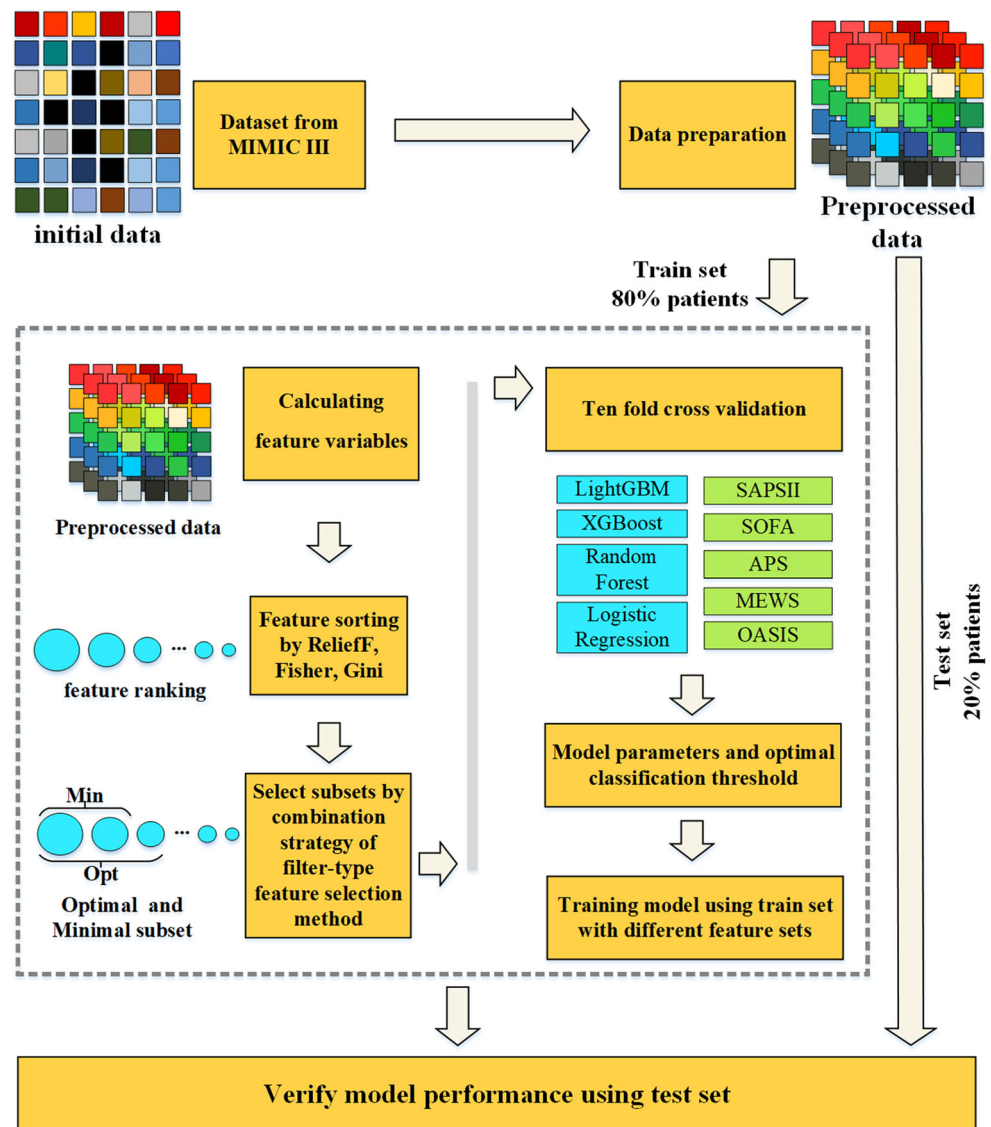 Dataset from
MIMIC III
Data preparation
initial data
Preprocessed
data
Train set
80% patients
Test set
20% patients
Calculating
feature variables
Preprocessed data
Feature sorting
by ReliefF,
Fisher, Gini
...
feature ranking
Min
...
Opt
Optimal and
Minimal subset
Select subsets by
combination
strategy of
filter-type
feature selection
method
Ten fold cross validation
LightGBM
XGBoost
Random
Forest
Logistic
Regression
SAPSII
SOFA
APS
MEWS
OASIS
Model parameters and optimal
classification threshold
Training model using train set
with different feature sets
Verify model performance using test set